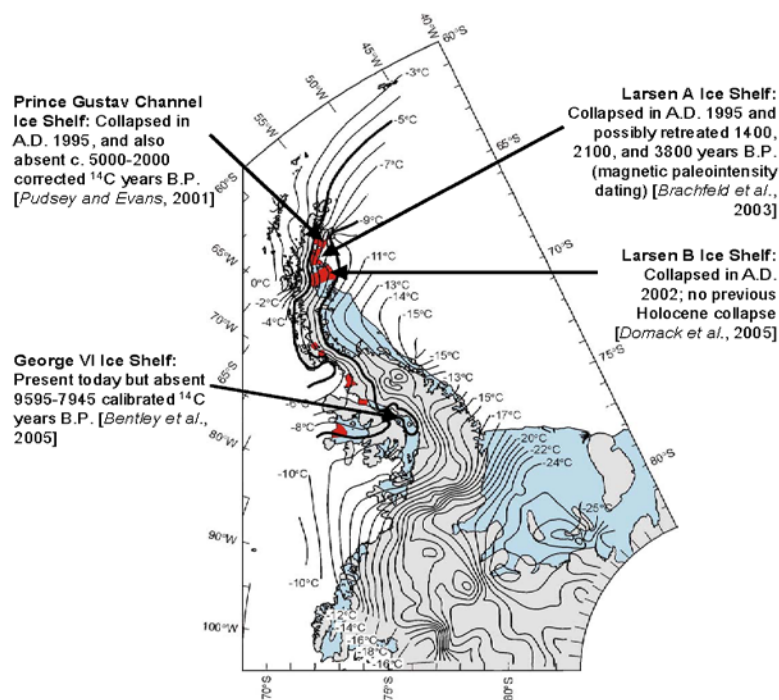 Prince Gustav Channel
Ice Shelf: Collapsed in
A.D. 1995, and also
absent c. 5000-2000
corrected ¹⁴C years B.P.
[Pudsey and Evans, 2001]
George VI Ice Shelf:
Present today but absent
9595-7945 calibrated ¹⁴C
years B.P. [Bentley et al.,
2005]
Larsen A Ice Shelf:
Collapsed in A.D. 1995 and
possibly retreated 1400,
2100, and 3800 years B.P.
(magnetic paleointensity
dating) [Brachfeld et al.,
2003]
Larsen B Ice Shelf:
Collapsed in A.D.
2002; no previous
Holocene collapse
[Domack et al., 2005]
40°W
45°W
50°W
55°W
60°W
65°W
70°W
65°W
80°W
90°W
100°W
60°S
65°S
70°S
75°S
80°S
70°S
75°S
80°S
-3°C
-5°C
-7°C
-9°C
11°C
-13°C
-14°C
-15°C
-15°C
-13°C
-15°C
-17°C
-20°C
-22°C
-24°C
-25°C
0°C
-2°C
-4°C
-8°C
-10°C
-10°C
-12°C
-14°C
-16°C
-18°C
-16°C